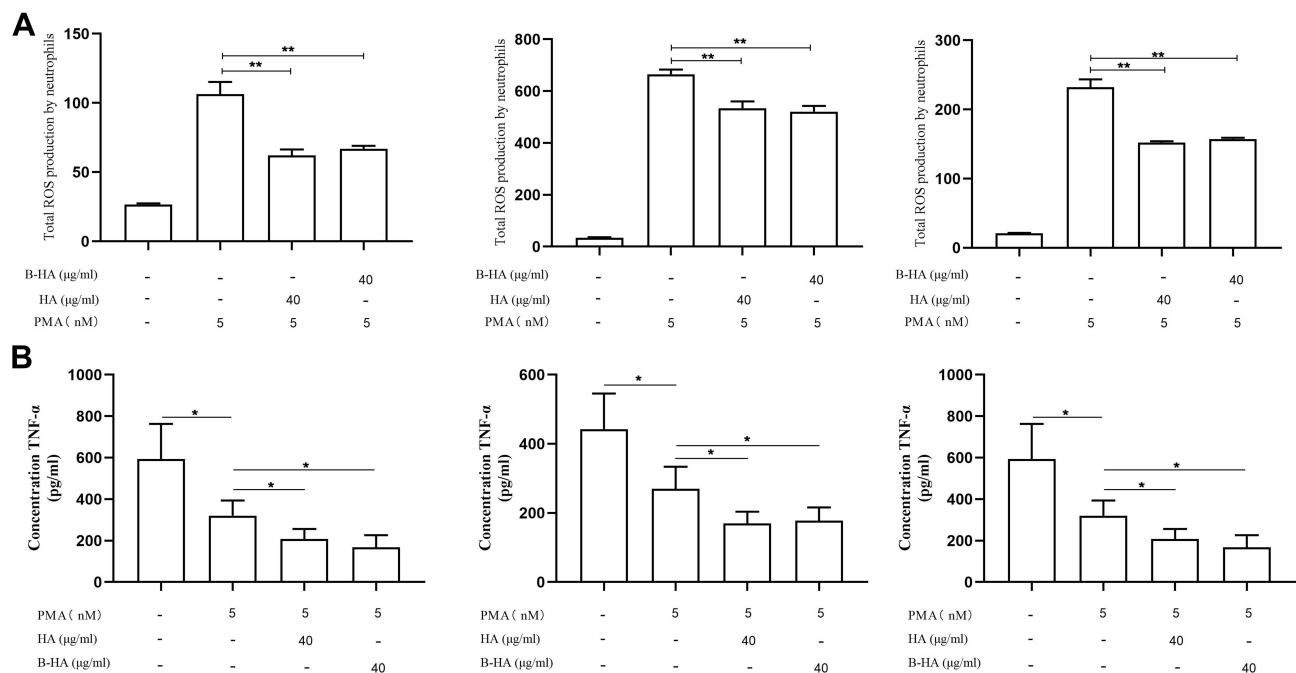 A
Total ROS production by neutrophils
150
100
50
0
**
**
B-HA (μg/ml) - - - 40
HA (μg/ml) - - 40 -
PMA( nM) - 5 5 5
Total ROS production by neutrophils
800
600
400
200
0
**
**
B-HA (μg/ml) - - - 40
HA (μg/ml) - - 40 -
PMA( nM) - 5 5 5
Total ROS production by neutrophils
300
200
100
0
**
**
B-HA (μg/ml) - - - 40
HA (μg/ml) - - 40 -
PMA( nM) - 5 5 5
B
Concentration TNF-α
(pg/ml)
1000
800
600
400
200
0
*
*
*
PMA( nM) - 5 5 5
HA (μg/ml) - - 40 -
B-HA (μg/ml) - - - 40
Concentration TNF-α
(pg/ml)
600
400
200
0
*
*
*
PMA( nM) - 5 5 5
HA (μg/ml) - - 40 -
B-HA (μg/ml) - - - 40
Concentration TNF-α
(pg/ml)
1000
800
600
400
200
0
*
*
*
PMA( nM) - 5 5 5
HA (μg/ml) - - 40 -
B-HA (μg/ml) - - - 40